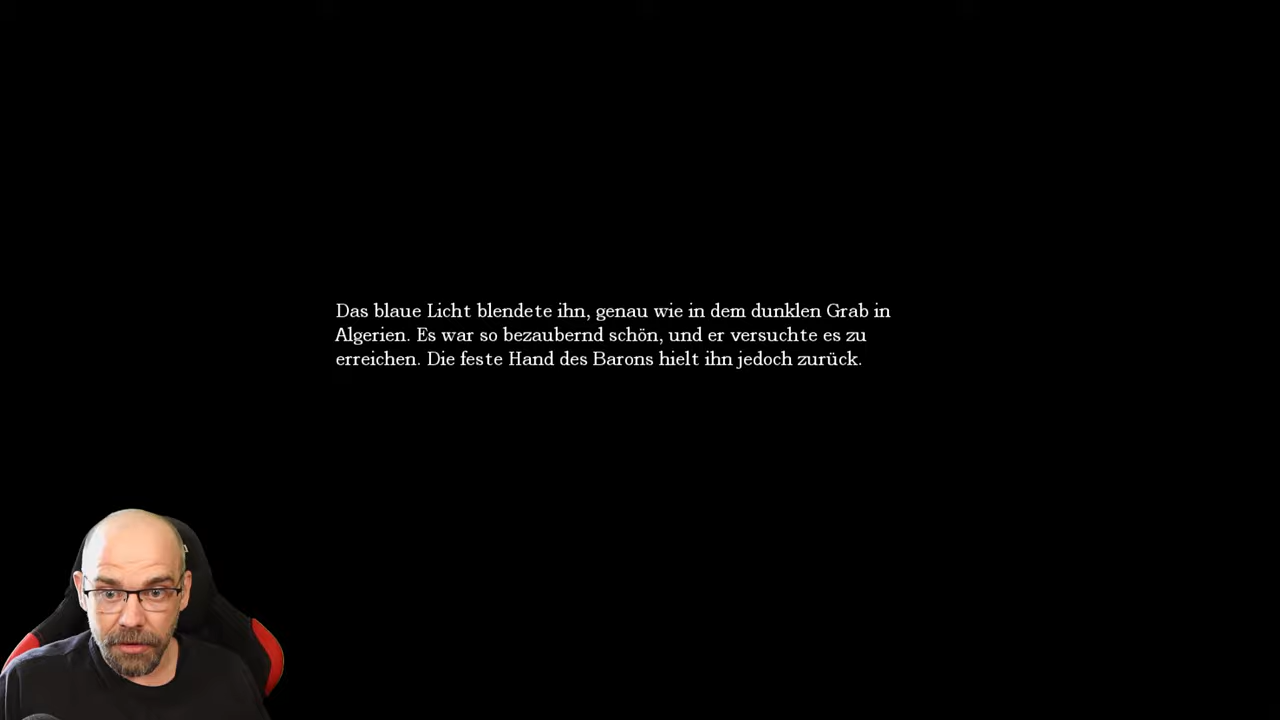 Das blaue Licht blendete ihn, genau wie in dem dunklen Grab in
Algerien. Es war so bezaubernd schön, und er versuchte es zu
erreichen. Die feste Hand des Barons hielt ihn jedoch zurück.